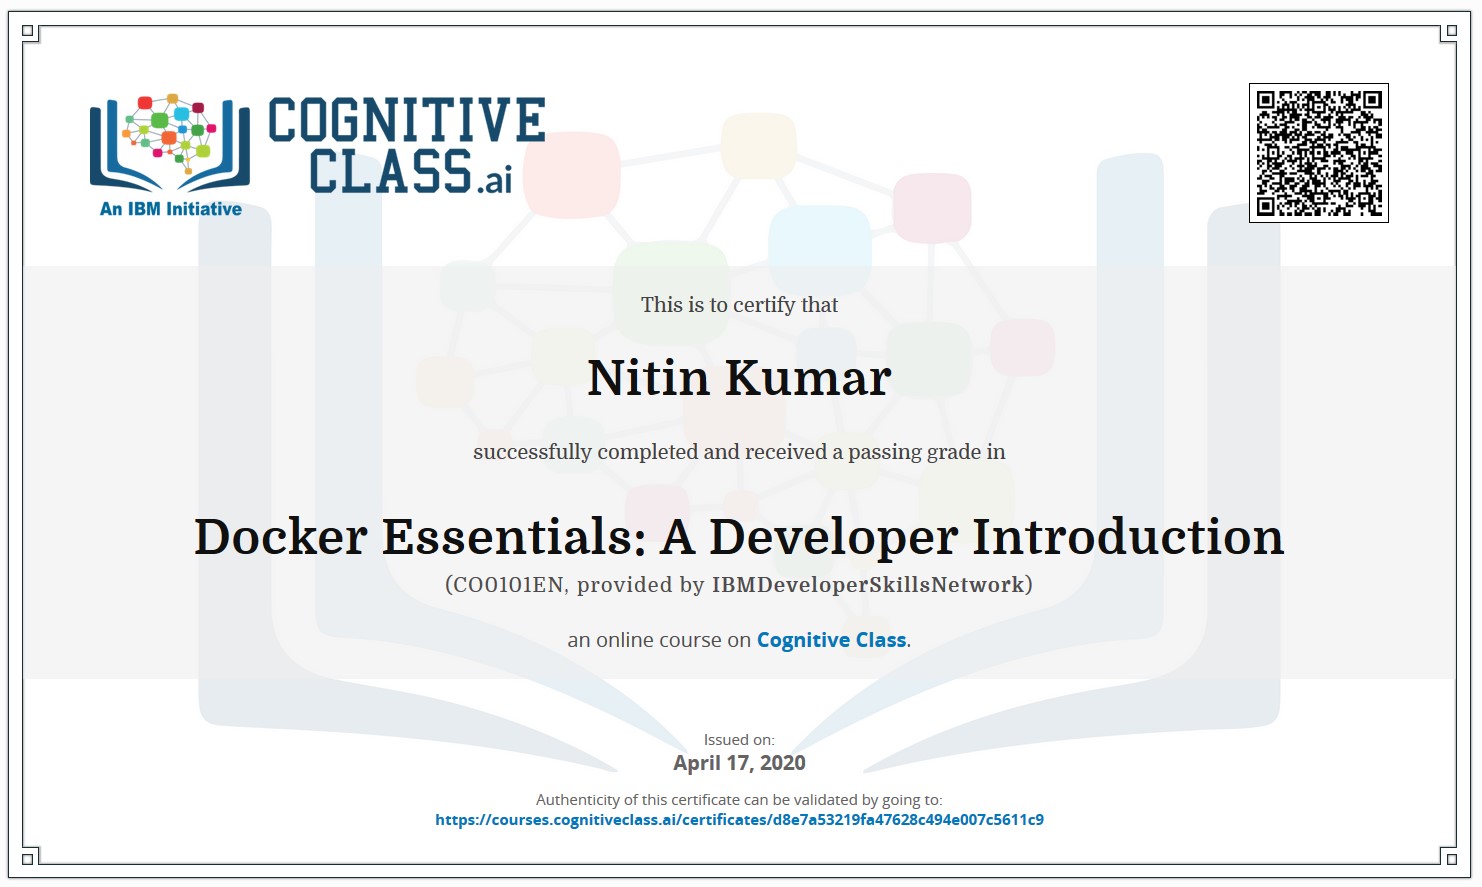 COGNITIVE
CLASS.ai
An IBM Initiative
This is to certify that
Nitin Kumar
successfully completed and received a passing grade in
Docker Essentials: A Developer Introduction
(CO0101EN, provided by IBMDeveloperSkillsNetwork)
an online course on Cognitive Class.
Issued on:
April 17, 2020
Authenticity of this certificate can be validated by going to:
https://courses.cognitiveclass.ai/certificates/d8e7a53219fa47628c494e007c5611c9